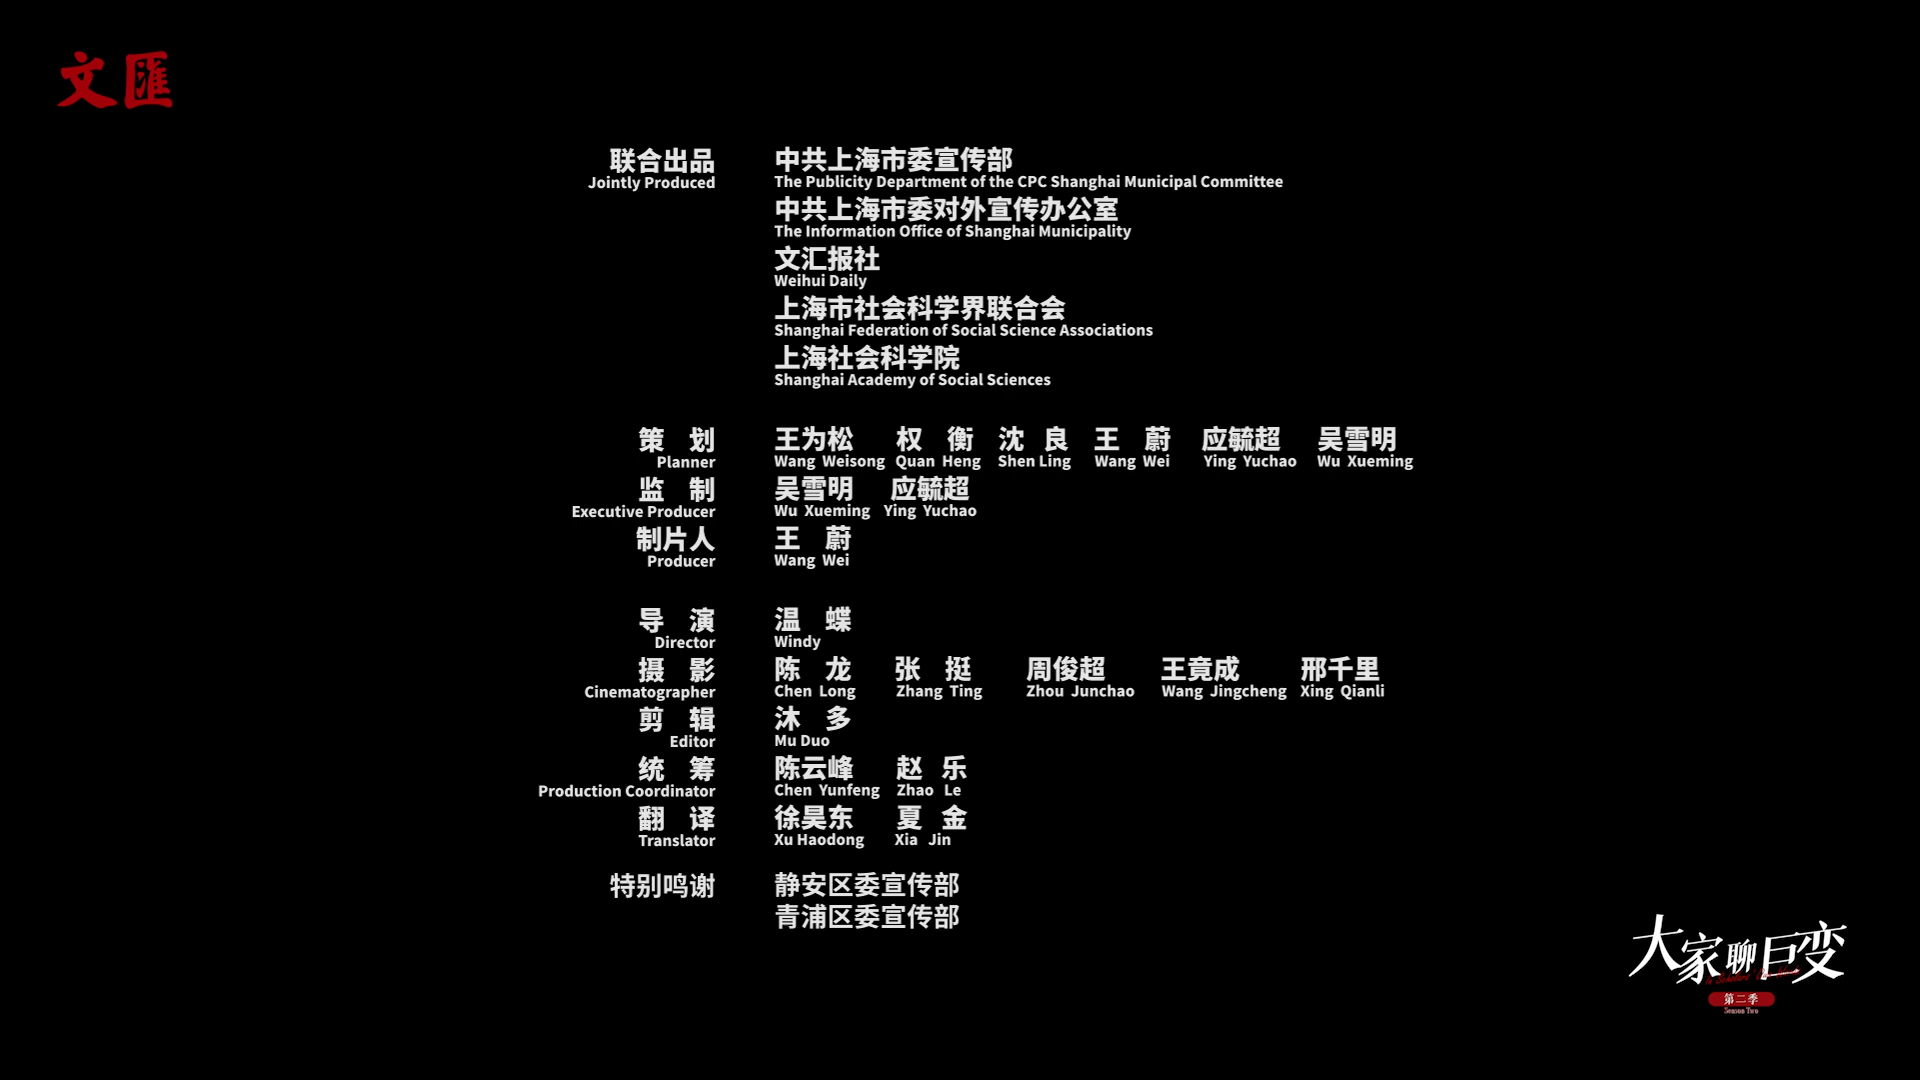 文匯
联合出品 中共上海市委宣传部
Jointly Produced The Publicity Department of the CPC Shanghai Municipal Committee
中共上海市委对外宣传办公室
The Information Office of Shanghai Municipality
文汇报社
Weihui Daily
上海市社会科学界联合会
Shanghai Federation of Social Science Associations
上海社会科学院
Shanghai Academy of Social Sciences
策 划 王为松 权 衡 沈 良 王 蔚 应毓超 吴雪明
Planner Wang Weisong Quan Heng Shen Ling Wang Wei Ying Yuchao Wu Xueming
监 制 吴雪明 应毓超
Executive Producer Wu Xueming Ying Yuchao
制片人 王 蔚
Producer Wang Wei
导 演 温 蝶
Director Windy
摄 影 陈 龙 张 挺 周俊超 王竟成 邢千里
Cinematographer Chen Long Zhang Ting Zhou Junchao Wang Jingcheng Xing Qianli
剪 辑 沐 多
Editor Mu Duo
统 筹 陈云峰 赵 乐
Production Coordinator Chen Yunfeng Zhao Le
翻 译 徐昊东 夏 金
Translator Xu Haodong Xia Jin
特别鸣谢 静安区委宣传部
青浦区委宣传部
大家聊巨变
第二季
Season Two